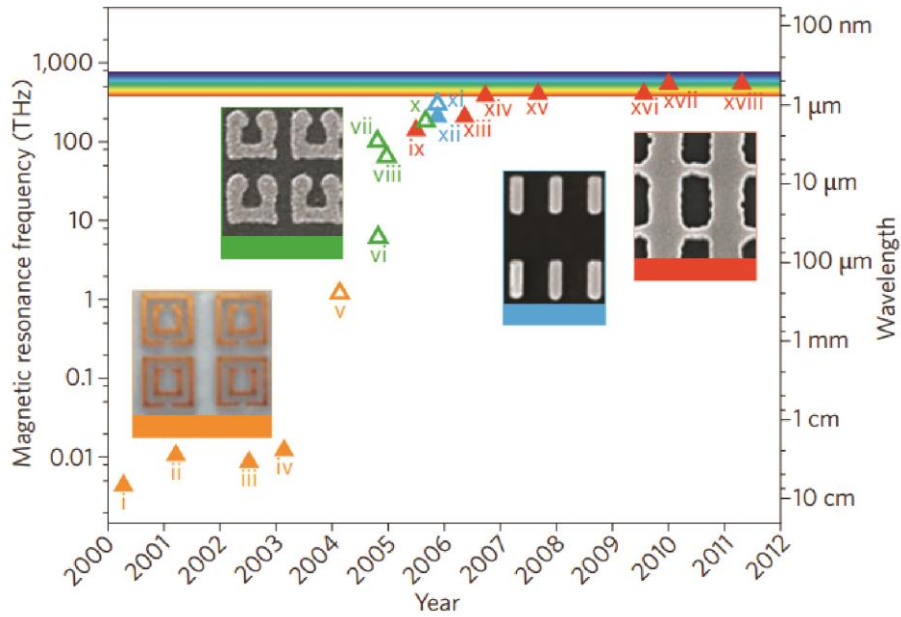 Magnetic resonance frequency (THz)
1,000
100
10
1
0.1
0.01
100 nm
1 μm
10 μm
100 μm
1 mm
1 cm
10 cm
Wavelength
i
ii
iii
iv
v
vi
vii
viii
ix
x
xi
xii
xiii
xiv
xv
xvi
xvii
xviii
2000
2001
2002
2003
2004
2005
2006
2007
2008
2009
2010
2011
2012
Year